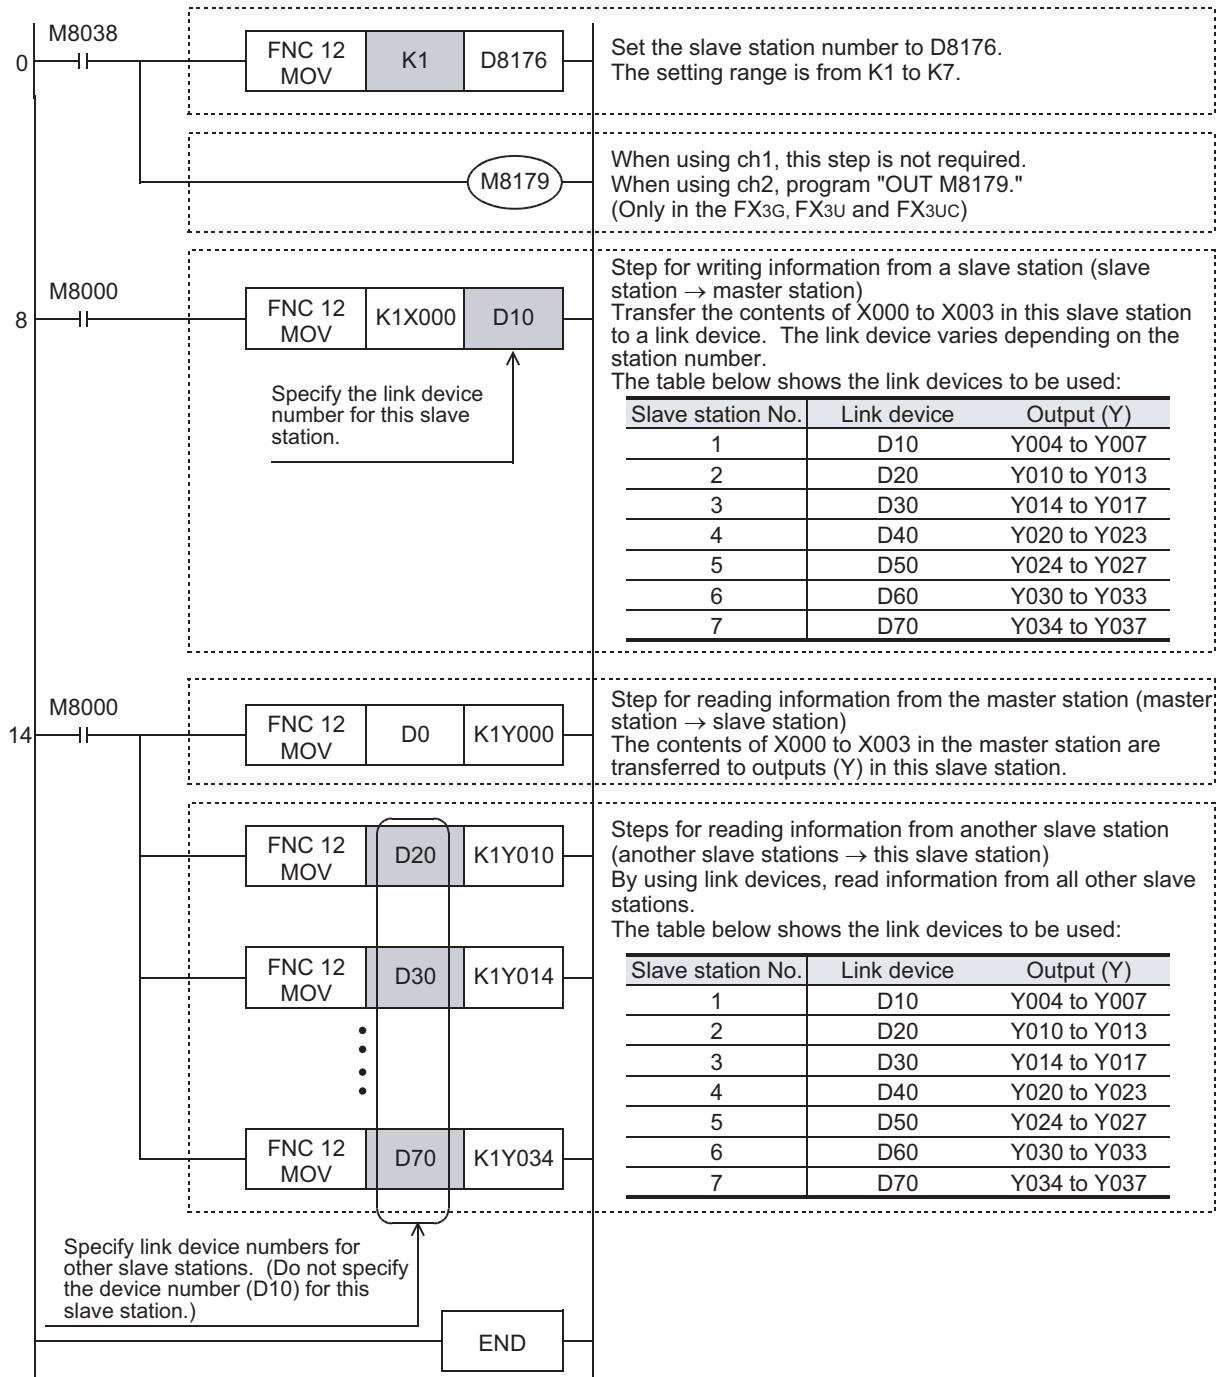 M8038
0
FNC 12
MOV
K1
D8176
Set the slave station number to D8176.
The setting range is from K1 to K7.
M8179
When using ch1, this step is not required.
When using ch2, program "OUT M8179."
(Only in the FX3G, FX3U and FX3UC)
M8000
8
FNC 12
MOV
K1X000
D10
Specify the link device
number for this slave
station.
Step for writing information from a slave station (slave
station → master station)
Transfer the contents of X000 to X003 in this slave station
to a link device. The link device varies depending on the
station number.
The table below shows the link devices to be used:
Slave station No. Link device Output (Y)
1 D10 Y004 to Y007
2 D20 Y010 to Y013
3 D30 Y014 to Y017
4 D40 Y020 to Y023
5 D50 Y024 to Y027
6 D60 Y030 to Y033
7 D70 Y034 to Y037
M8000
14
FNC 12
MOV
D0
K1Y000
Step for reading information from the master station (master
station → slave station)
The contents of X000 to X003 in the master station are
transferred to outputs (Y) in this slave station.
FNC 12
MOV
D20
K1Y010
FNC 12
MOV
D30
K1Y014
FNC 12
MOV
D70
K1Y034
Steps for reading information from another slave station
(another slave stations → this slave station)
By using link devices, read information from all other slave
stations.
The table below shows the link devices to be used:
Slave station No. Link device Output (Y)
1 D10 Y004 to Y007
2 D20 Y010 to Y013
3 D30 Y014 to Y017
4 D40 Y020 to Y023
5 D50 Y024 to Y027
6 D60 Y030 to Y033
7 D70 Y034 to Y037
Specify link device numbers for
other slave stations. (Do not specify
the device number (D10) for this
slave station.)
END